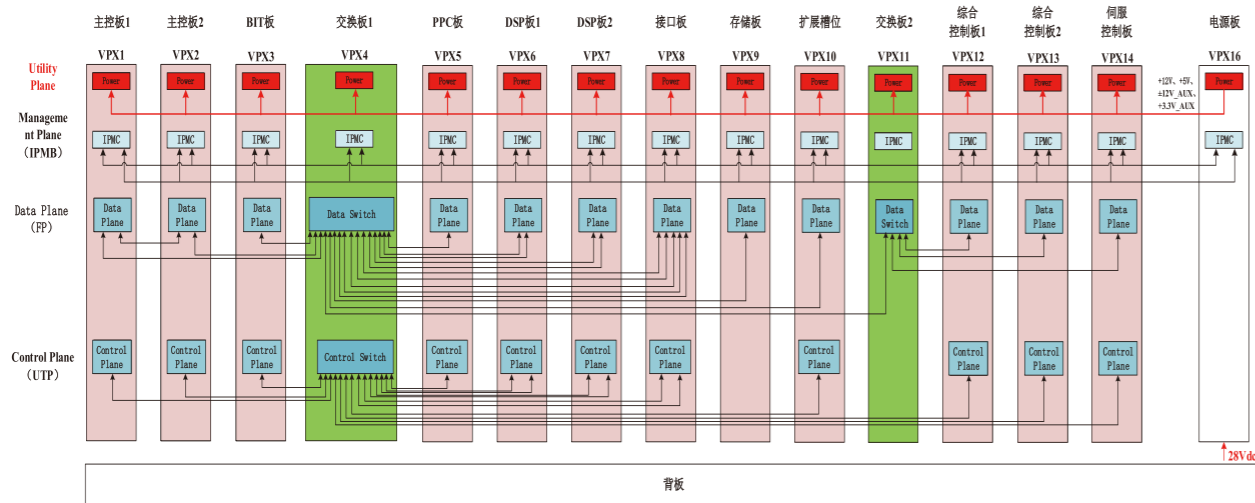 主控板1 主控板2 BIT板 交换板1 PPC板 DSP板1 DSP板2 接口板 存储板 扩展槽位 交换板2 综合 综合 伺服 电源板
控制板1 控制板2 控制板
VPX1 VPX2 VPX3 VPX4 VPX5 VPX6 VPX7 VPX8 VPX9 VPX10 VPX11 VPX12 VPX13 VPX14 VPX16
Utility
Plane
Power Power Power Power Power Power Power Power Power Power Power Power Power Power Power
+12V、+5V、
±12V_AUX、
+3.3V_AUX
Manageme
nt Plane
(IPMB)
IPMC IPMC IPMC IPMC IPMC IPMC IPMC IPMC IPMC IPMC IPMC IPMC IPMC IPMC IPMC
Data Plane
(FP)
Data Data Data Data Switch Data Data Data Data Data Data Data Data Data Data
Plane Plane Plane Plane Plane Plane Plane Plane Plane Switch Plane Plane Plane
Control Plane
(UTP)
Control Control Control Control Switch Control Control Control Control Control Control Control Control
Plane Plane Plane Plane Plane Plane Plane Plane Plane Plane Plane
28Vdc
背板